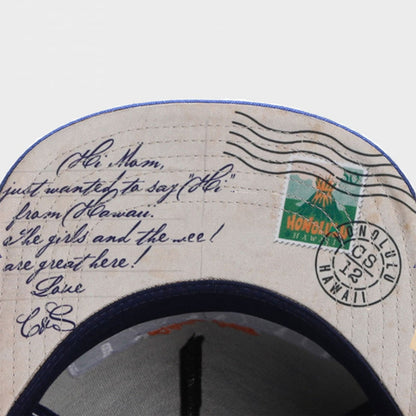 Hi Mom,
just wanted to say "Hi"
from Hawaii.
The girls and the
are great here!
Love
C&S
HONOLULU
HAWAII
HONOLULU
CS
12
HAWAII